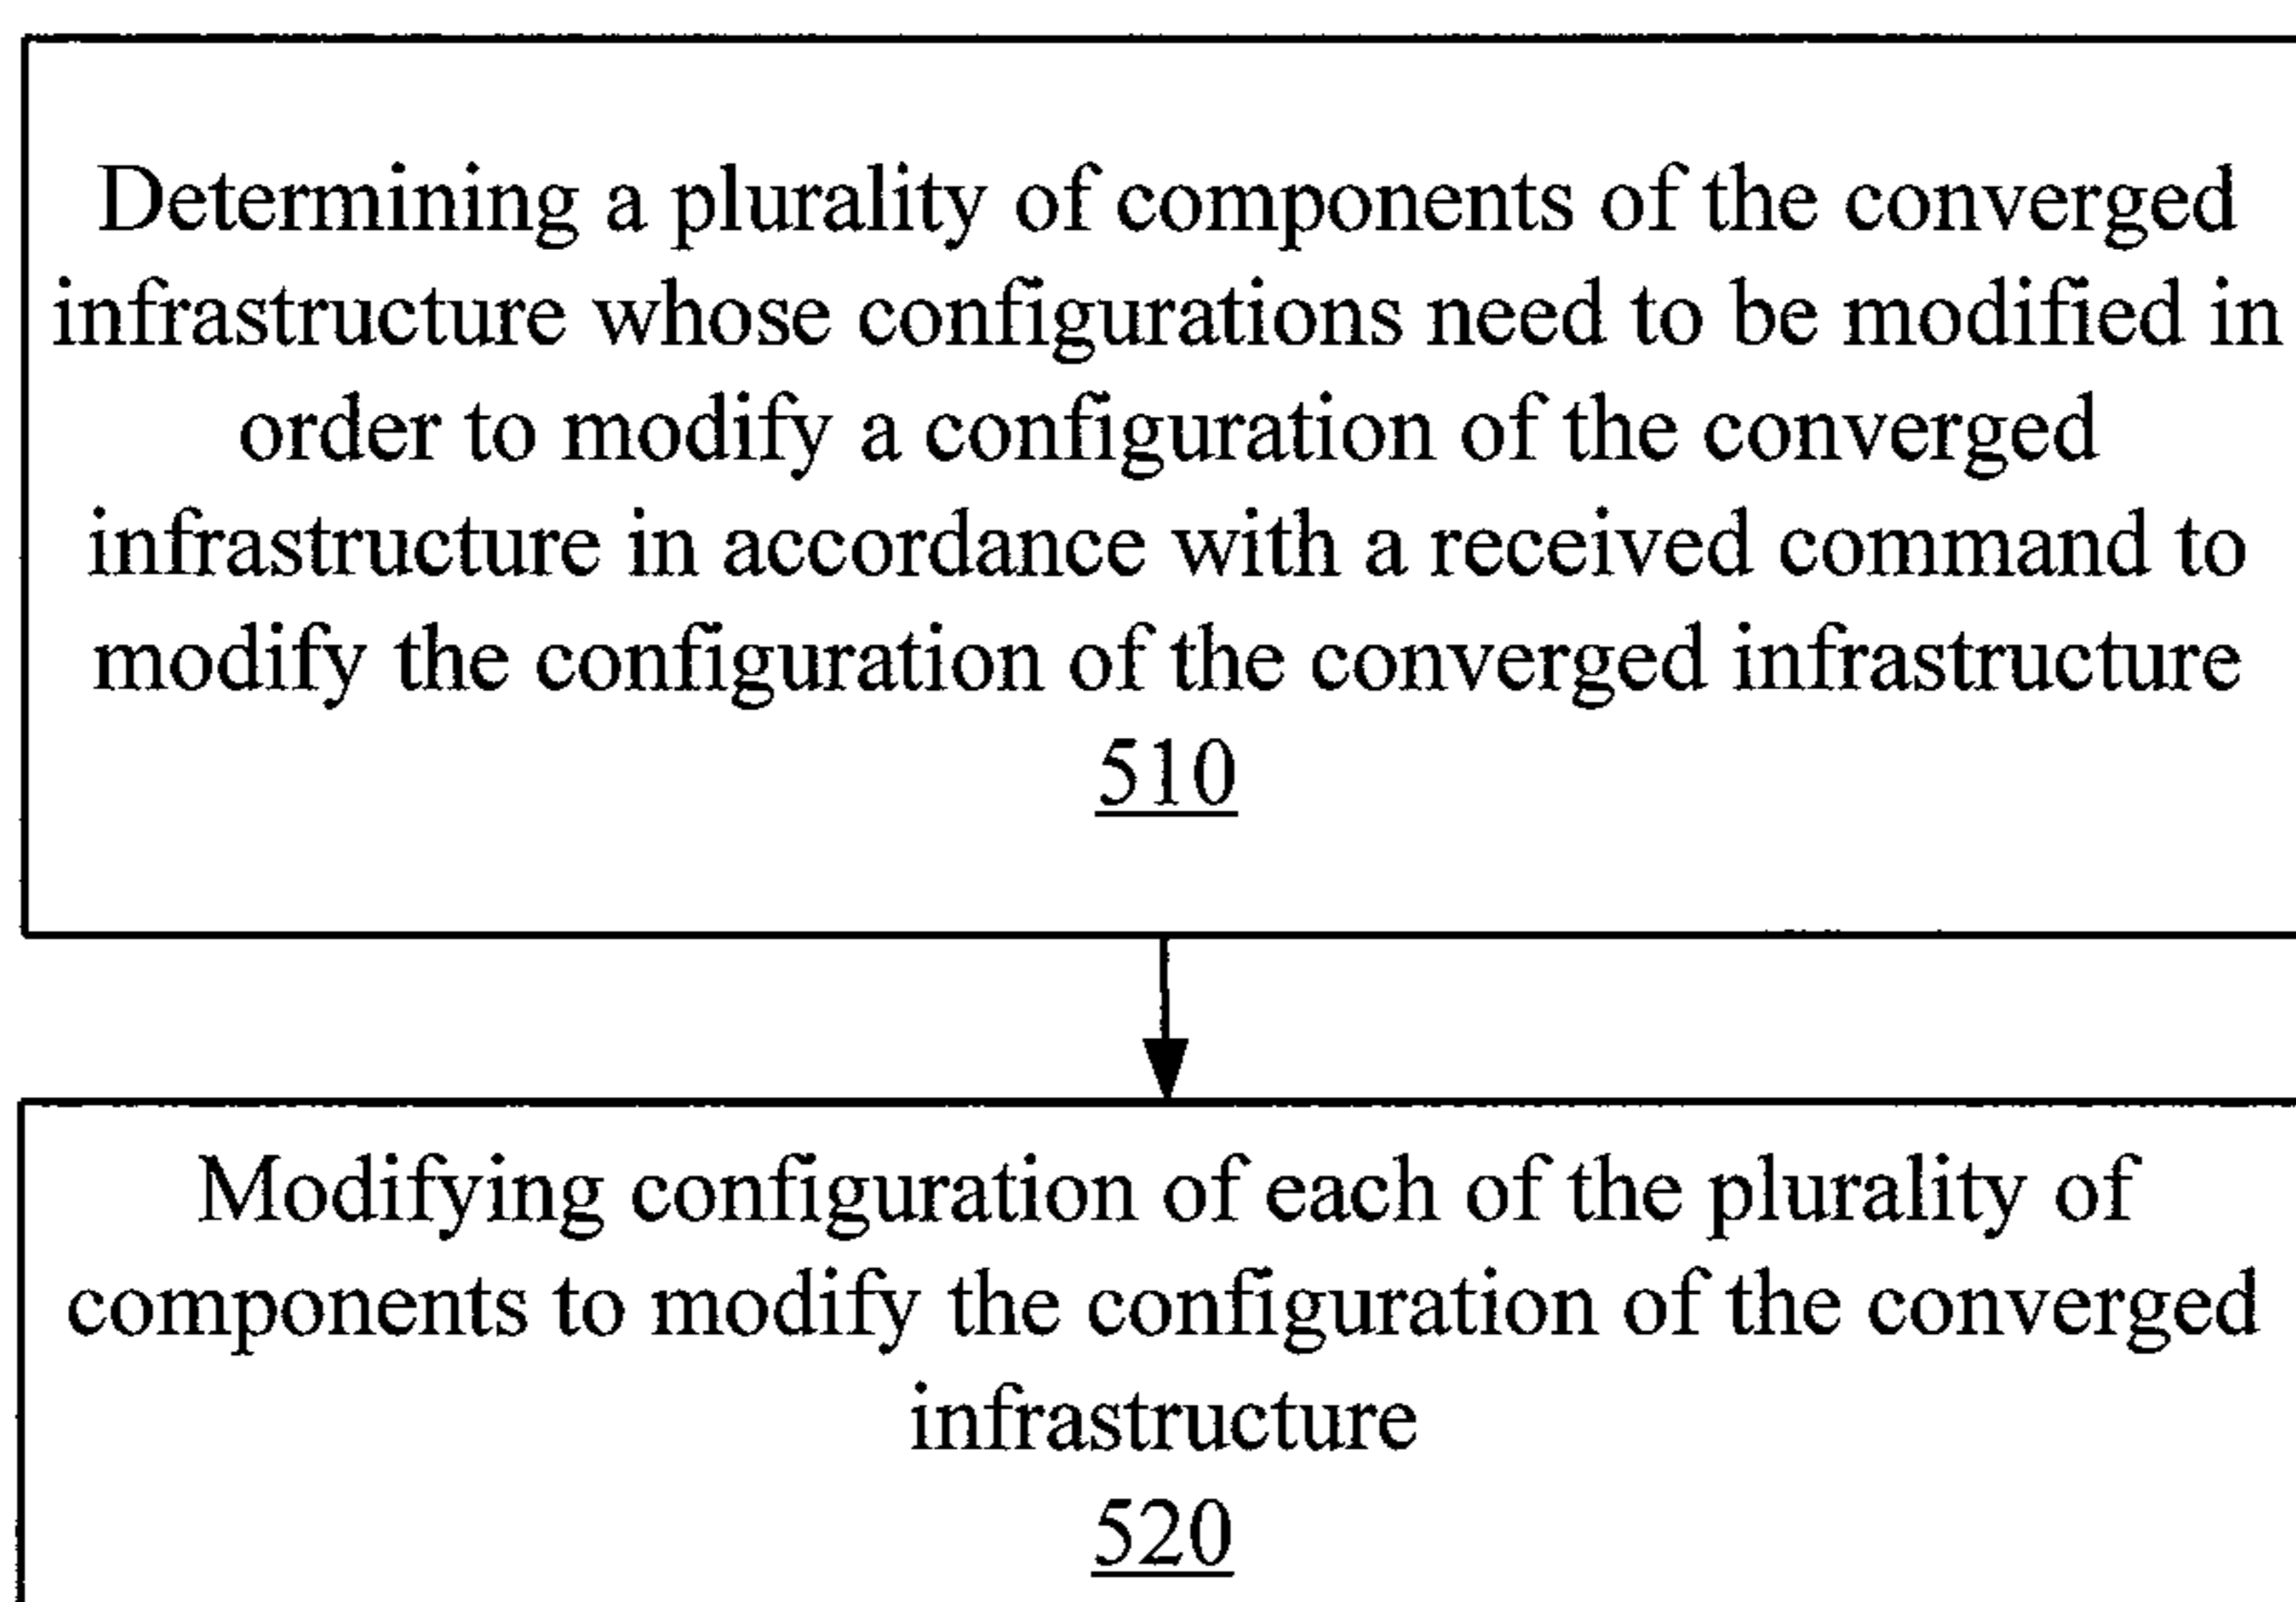 Determining a plurality of components of the converged
infrastructure whose configurations need to be modified in
order to modify a configuration of the converged
infrastructure in accordance with a received command to
modify the configuration of the converged infrastructure
510
Modifying configuration of each of the plurality of
components to modify the configuration of the converged
infrastructure
520